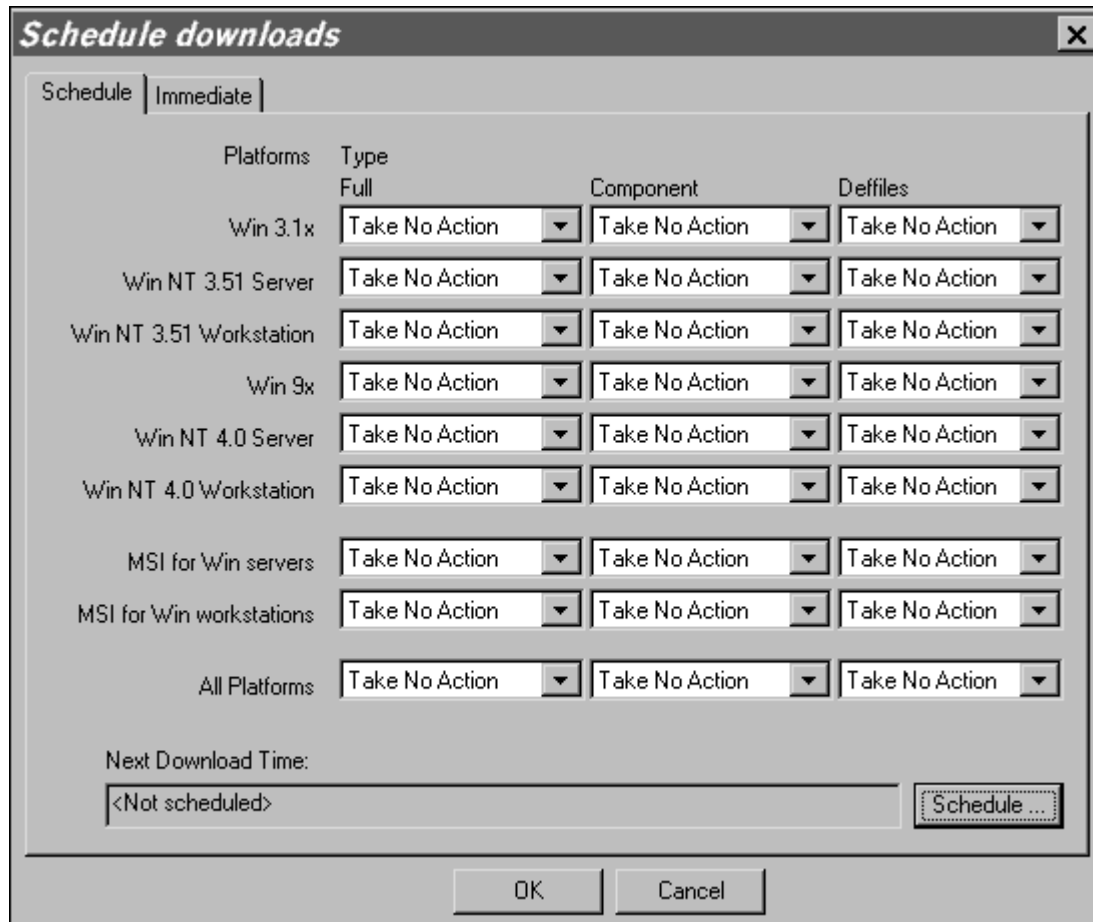 Schedule downloads
Schedule Immediate
Platforms Type
Full Component Deffiles
Win 3.1x Take No Action Take No Action Take No Action
Win NT 3.51 Server Take No Action Take No Action Take No Action
Win NT 3.51 Workstation Take No Action Take No Action Take No Action
Win 9x Take No Action Take No Action Take No Action
Win NT 4.0 Server Take No Action Take No Action Take No Action
Win NT 4.0 Workstation Take No Action Take No Action Take No Action
MSI for Win servers Take No Action Take No Action Take No Action
MSI for Win workstations Take No Action Take No Action Take No Action
All Platforms Take No Action Take No Action Take No Action
Next Download Time:
<Not scheduled> Schedule ...
OK Cancel